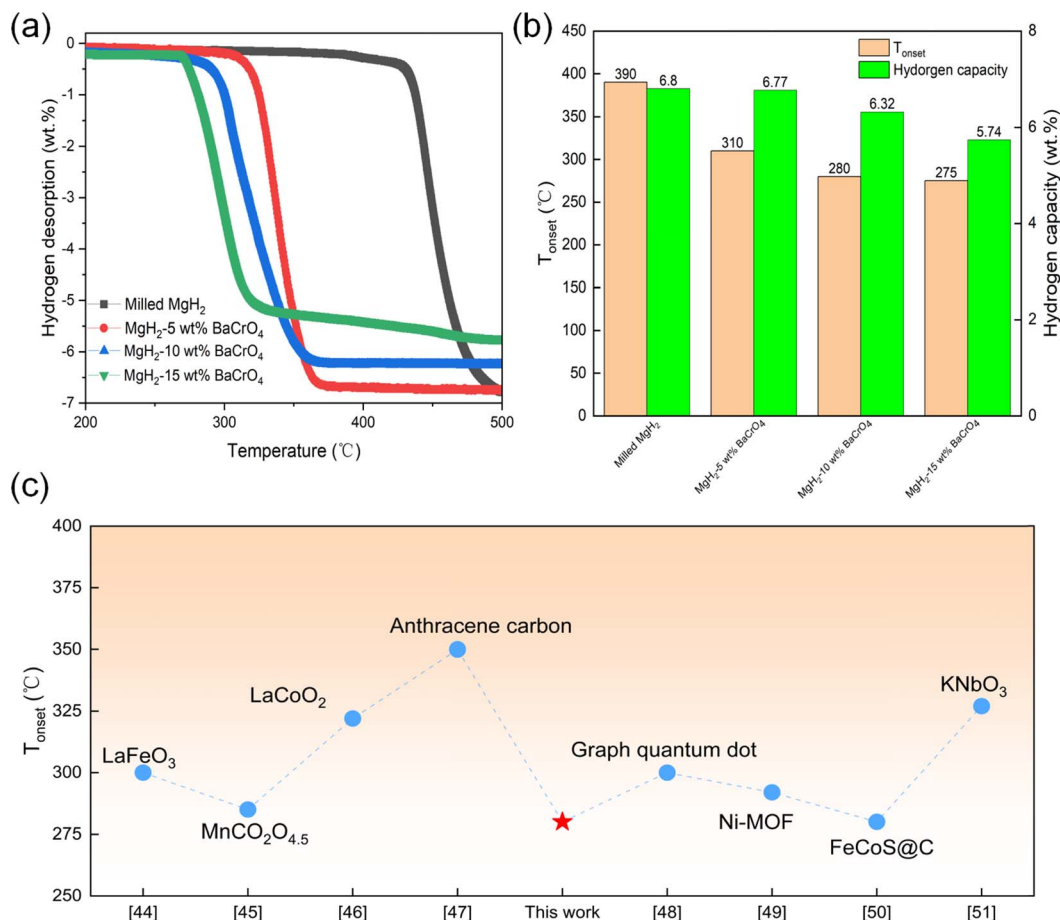 (a)
0
-1
-2
-3
-4
-5
-6
-7
Hydrogen desorption (wt.%)
Milled MgH₂
MgH₂-5 wt% BaCrO₄
MgH₂-10 wt% BaCrO₄
MgH₂-15 wt% BaCrO₄
200 300 400 500
Temperature (℃)
(b)
450
400
350
300
250
200
150
100
50
0
T_onset (℃)
T_onset
Hydorgen capacity
390 6.8
310 6.77
280 6.32
275 5.74
8
6
4
2
0
Hydrogen capacity (wt.%)
Milled MgH₂
MgH₂-5 wt% BaCrO₄
MgH₂-10 wt% BaCrO₄
MgH₂-15 wt% BaCrO₄
(c)
400
375
350
325
300
275
250
T_onset (℃)
LaFeO₃
MnCO₂O₄.₅
LaCoO₂
Anthracene carbon
Graph quantum dot
Ni-MOF
FeCoS@C
KNbO₃
[44] [45] [46] [47] This work [48] [49] [50] [51]